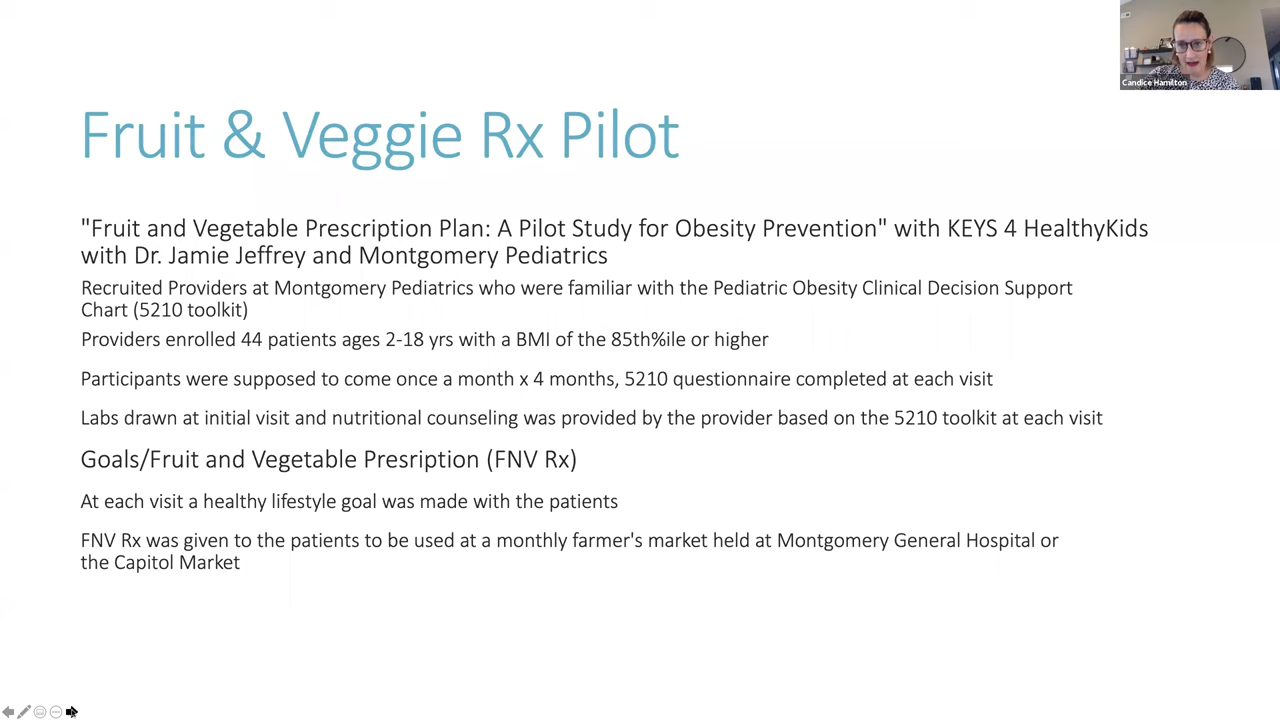 Candice Hamilton
Fruit & Veggie Rx Pilot
"Fruit and Vegetable Prescription Plan: A Pilot Study for Obesity Prevention" with KEYS 4 HealthyKids
with Dr. Jamie Jeffrey and Montgomery Pediatrics
Recruited Providers at Montgomery Pediatrics who were familiar with the Pediatric Obesity Clinical Decision Support
Chart (5210 toolkit)
Providers enrolled 44 patients ages 2-18 yrs with a BMI of the 85th%ile or higher
Participants were supposed to come once a month x 4 months, 5210 questionnaire completed at each visit
Labs drawn at initial visit and nutritional counseling was provided by the provider based on the 5210 toolkit at each visit
Goals/Fruit and Vegetable Presription (FNV Rx)
At each visit a healthy lifestyle goal was made with the patients
FNV Rx was given to the patients to be used at a monthly farmer's market held at Montgomery General Hospital or
the Capitol Market